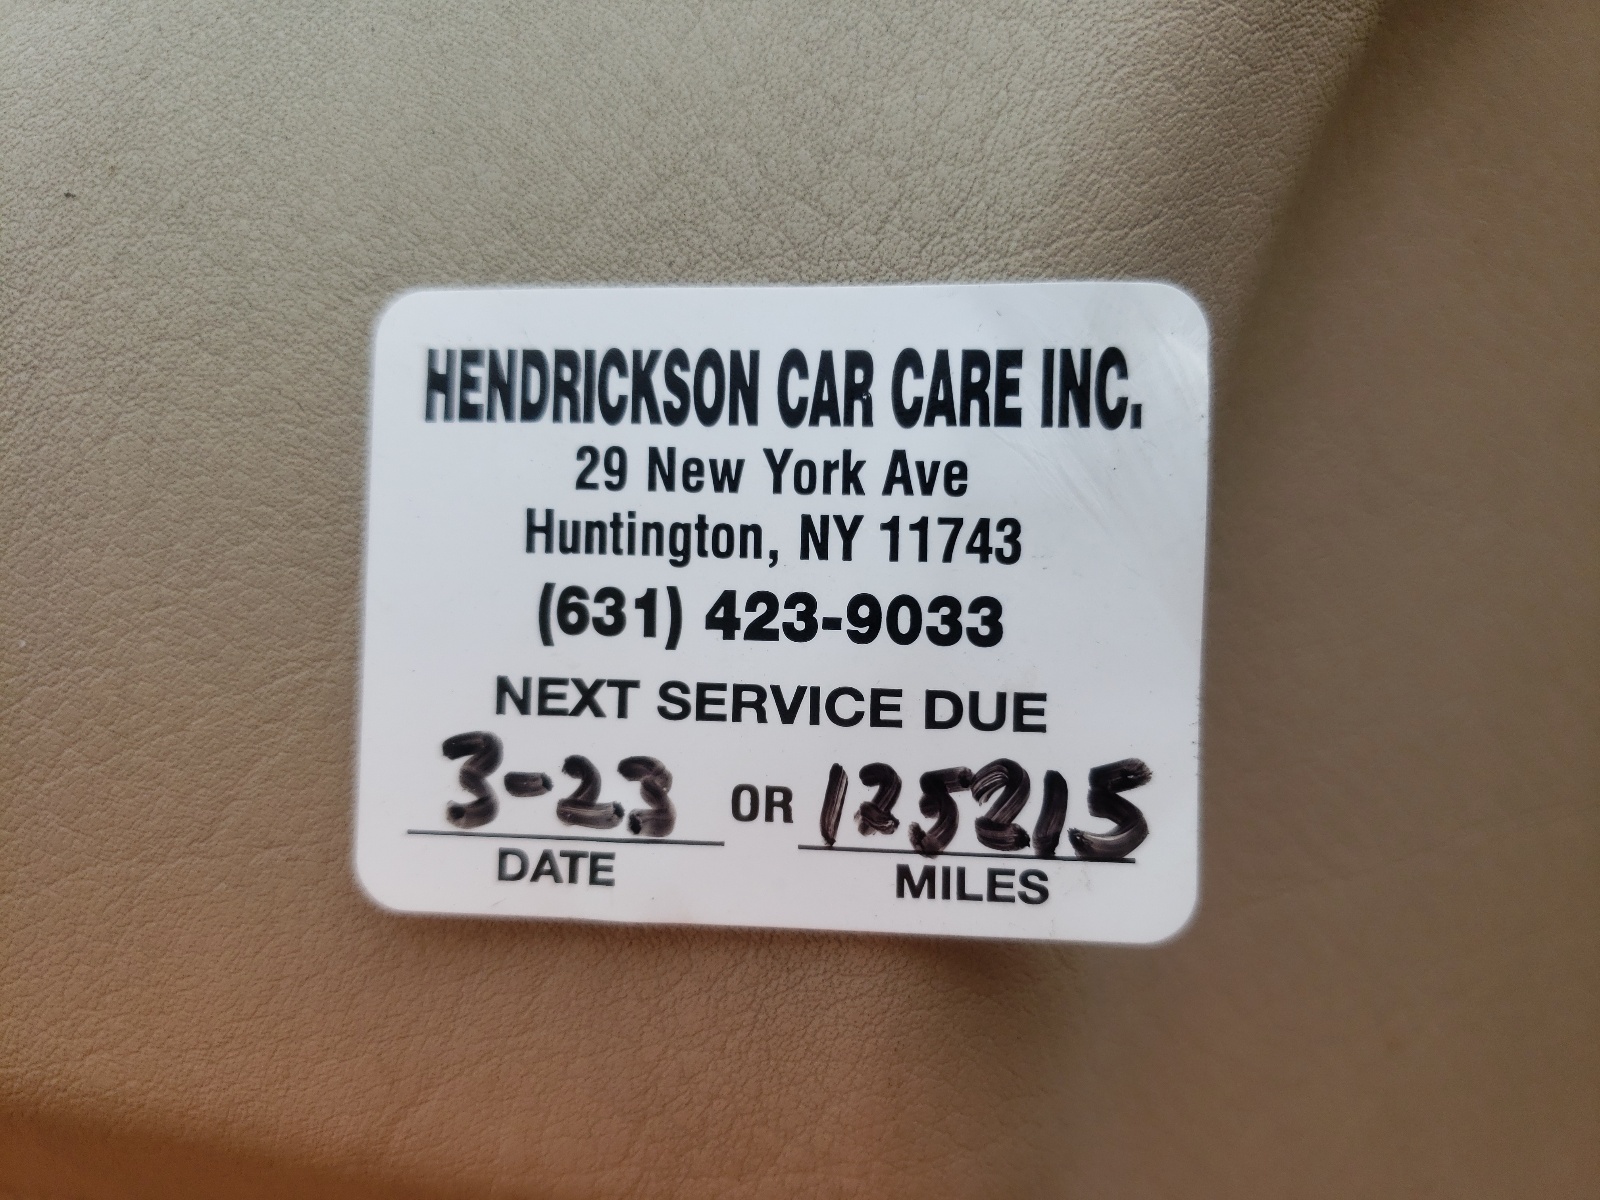 HENDRICKSON CAR CARE INC.
29 New York Ave
Huntington, NY 11743
(631) 423-9033
NEXT SERVICE DUE
3-23 OR 125215
DATE MILES